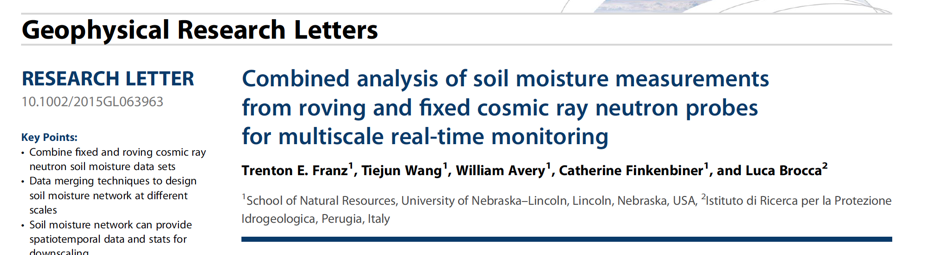 Geophysical Research Letters
RESEARCH LETTER
10.1002/2015GL063963
Key Points:
• Combine fixed and roving cosmic ray
neutron soil moisture data sets
• Data merging techniques to design
soil moisture network at different
scales
• Soil moisture network can provide
spatiotemporal data and stats for
downscaling
Combined analysis of soil moisture measurements
from roving and fixed cosmic ray neutron probes
for multiscale real-time monitoring
Trenton E. Franz¹, Tiejun Wang¹, William Avery¹, Catherine Finkenbiner¹, and Luca Brocca²
¹School of Natural Resources, University of Nebraska–Lincoln, Lincoln, Nebraska, USA, ²Istituto di Ricerca per la Protezione
Idrogeologica, Perugia, Italy